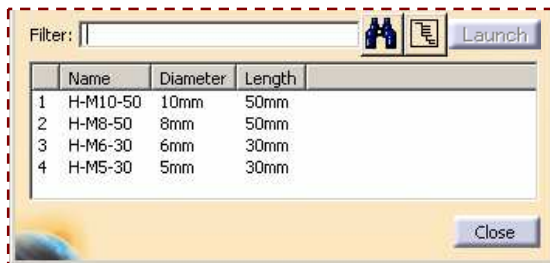 Filter: Launch
Name Diameter Length
1 H-M10-50 10mm 50mm
2 H-M8-50 8mm 50mm
3 H-M6-30 6mm 30mm
4 H-M5-30 5mm 30mm
Close